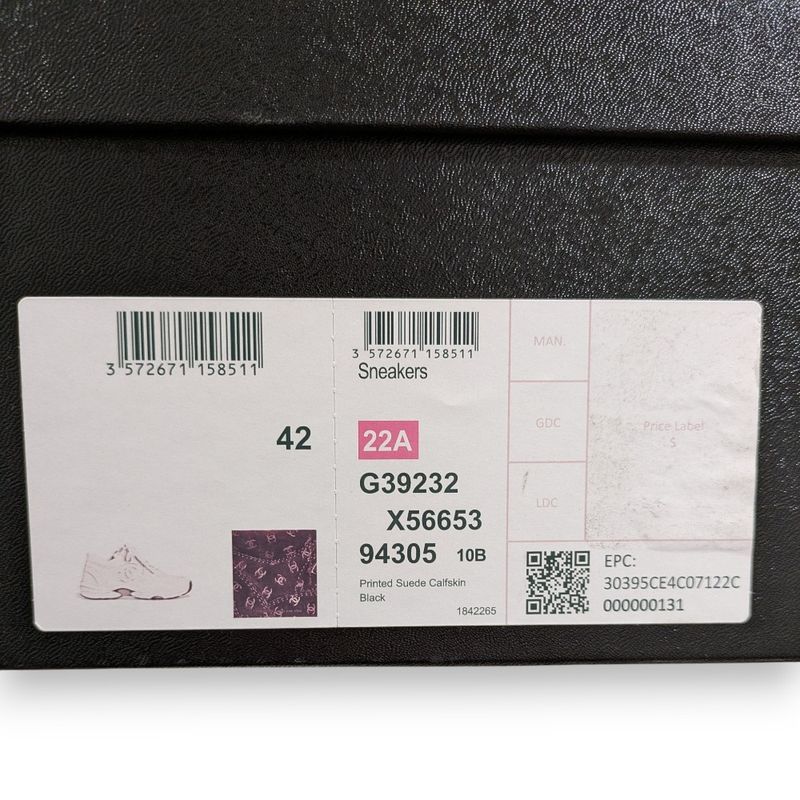 3 572671 158511
42
3 572671 158511
Sneakers
22A
G39232
X56653
94305 10B
Printed Suede Calfskin
Black
1842265
MAN.
GDC
LDC
Price Label
$
EPC:
30395CE4C07122C
000000131